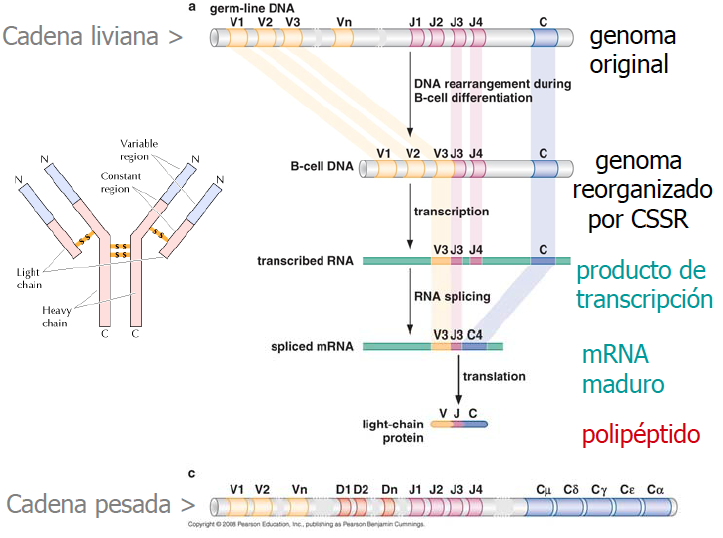 a
germ-line DNA
V1 V2 V3 Vn J1 J2 J3 J4 C
Cadena liviana >
genoma
original
DNA rearrangement during
B-cell differentiation
V1 V2 V3 J3 J4 C
B-cell DNA
genoma
reorganizado
por CSSR
transcription
V3 J3 J4 C
transcribed RNA
producto de
transcripción
RNA splicing
V3 J3 C4
spliced mRNA
mRNA
maduro
translation
V J C
light-chain
protein
polipéptido
N N
Variable
region
N N
Constant
region
S S
S S
S S
S S
Light
chain
Heavy
chain
C C
c
V1 V2 Vn D1 D2 Dn J1 J2 J3 J4 Cμ Cδ Cγ Cε Cα
Cadena pesada >
Copyright © 2008 Pearson Education, Inc., publishing as Pearson Benjamin Cummings.